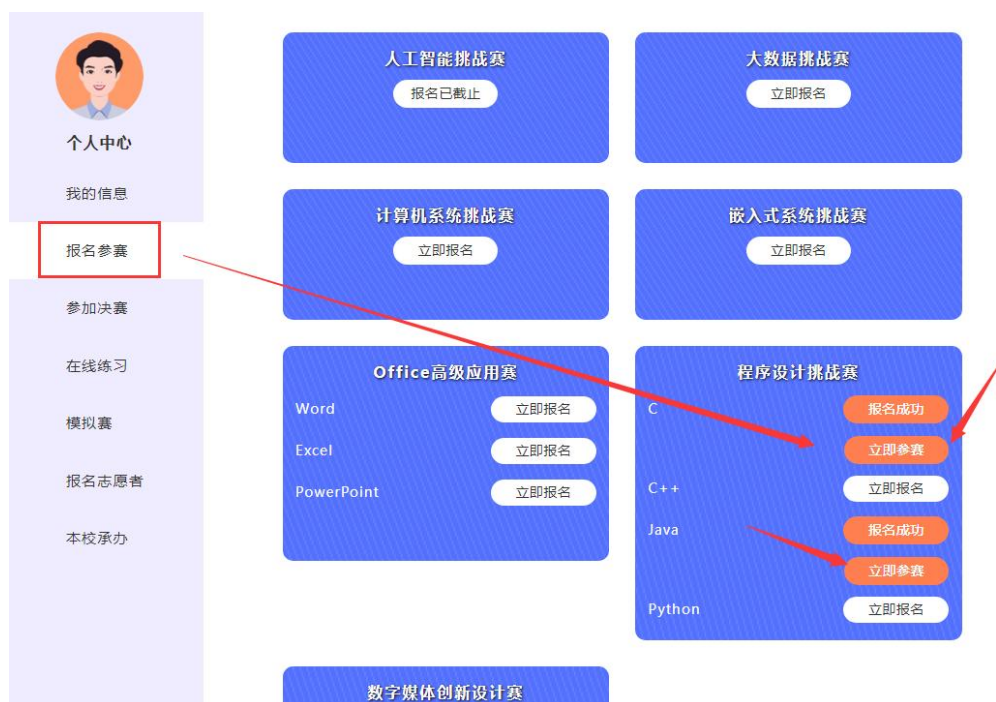 个人中心
我的信息
报名参赛
参加决赛
在线练习
模拟赛
报名志愿者
本校承办
人工智能挑战赛
报名已截止
大数据挑战赛
立即报名
计算机系统挑战赛
立即报名
嵌入式系统挑战赛
立即报名
Office高级应用赛
Word 立即报名
Excel 立即报名
PowerPoint 立即报名
程序设计挑战赛
C 报名成功
立即参赛
C++ 立即报名
Java 报名成功
立即参赛
Python 立即报名
数字媒体创新设计赛